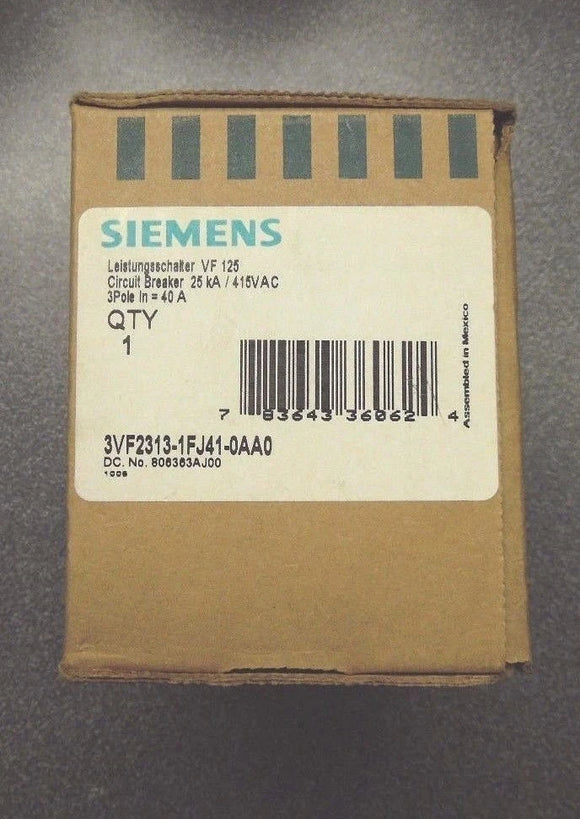 SIEMENS
Leistungsschalter VF 125
Circuit Breaker 25 kA / 415VAC
3Pole In = 40 A
QTY
1
7 83643 36062 4
Assembled in Mexico
3VF2313-1FJ41-0AA0
DC. No. 806363AJ00
1006